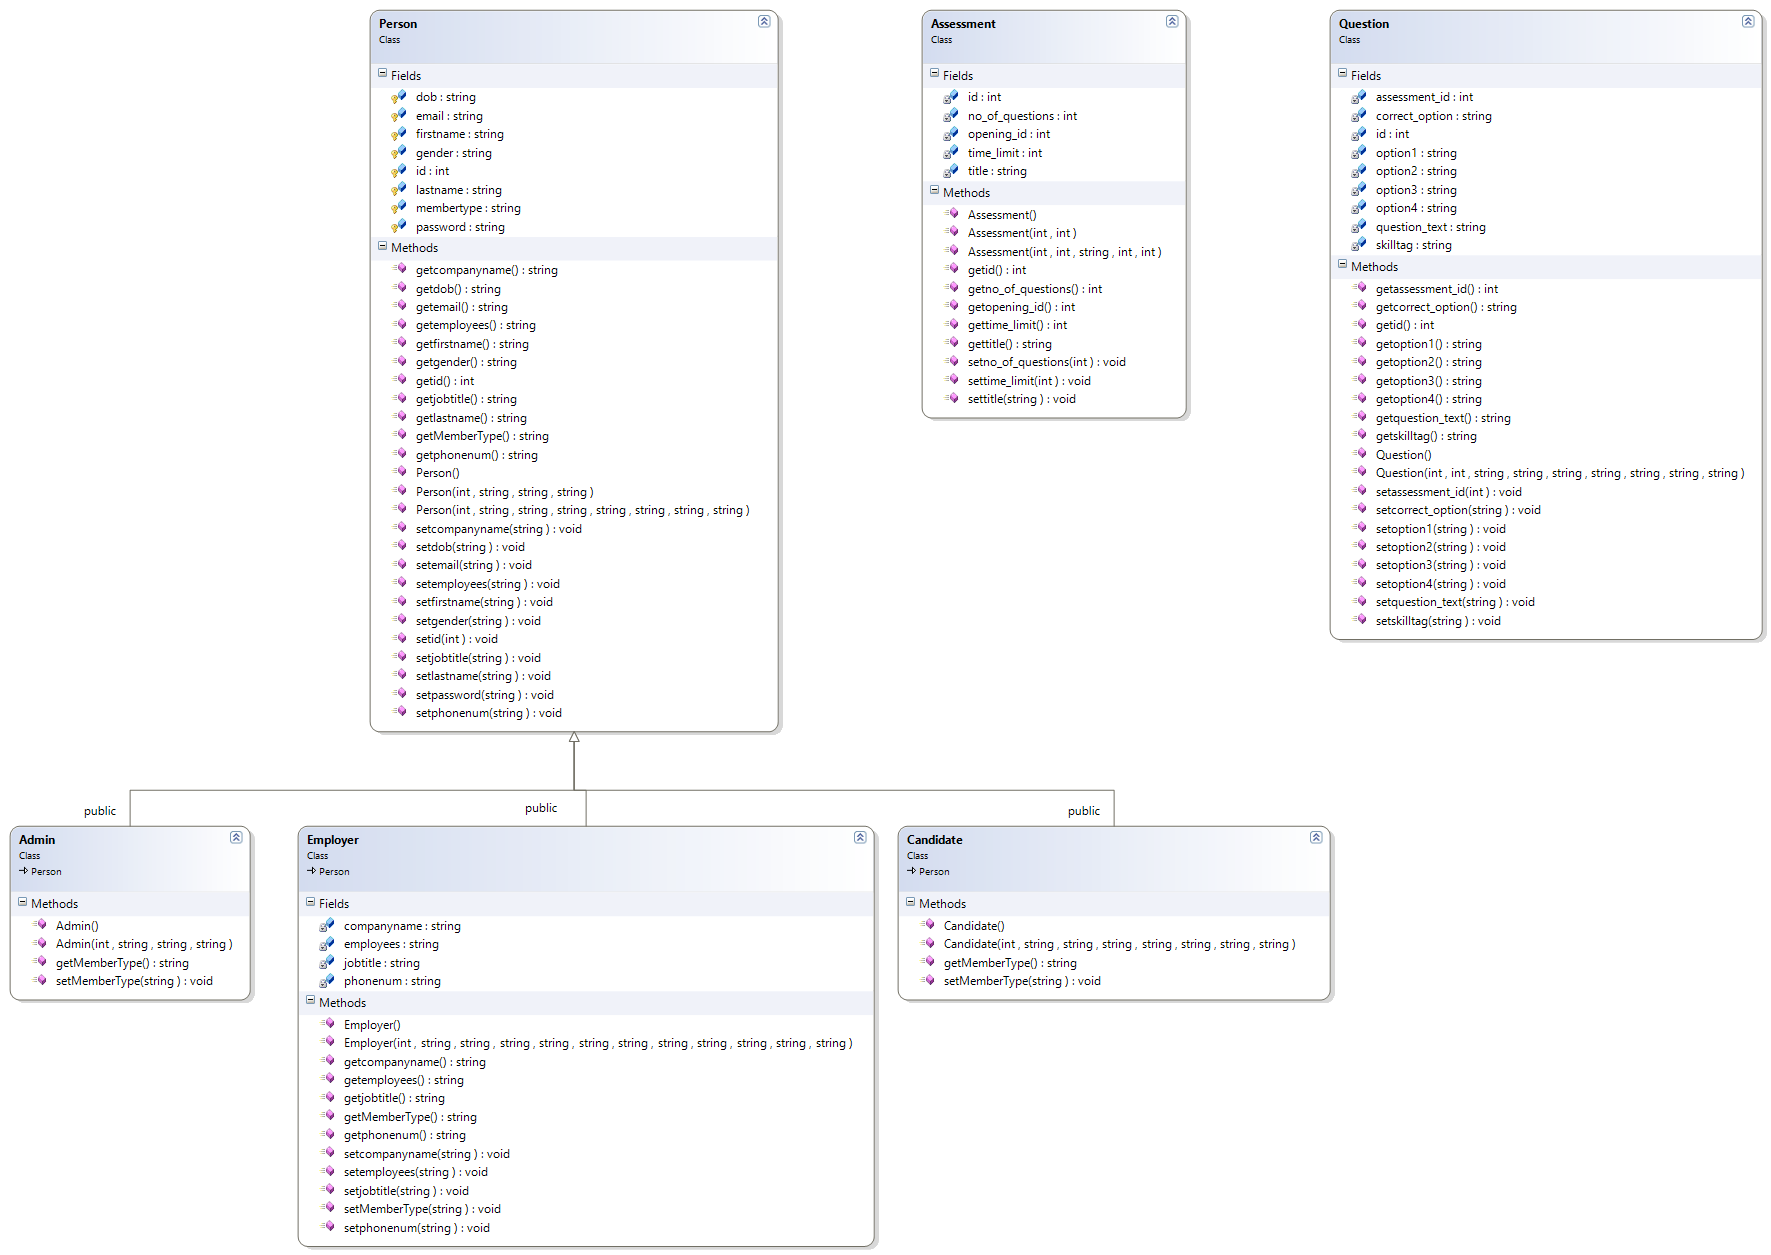 Person
Class
Fields
dob : string
email : string
firstname : string
gender : string
id : int
lastname : string
membertype : string
password : string
Methods
getcompanyname() : string
getdob() : string
getemail() : string
getemployees() : string
getfirstname() : string
getgender() : string
getid() : int
getjobtitle() : string
getlastname() : string
getMemberType() : string
getphonenum() : string
Person()
Person(int , string , string , string )
Person(int , string , string , string , string , string , string , string )
setcompanyname(string ) : void
setdob(string ) : void
setemail(string ) : void
setemployees(string ) : void
setfirstname(string ) : void
setgender(string ) : void
setid(int ) : void
setjobtitle(string ) : void
setlastname(string ) : void
setpassword(string ) : void
setphonenum(string ) : void
Assessment
Class
Fields
id : int
no_of_questions : int
opening_id : int
time_limit : int
title : string
Methods
Assessment()
Assessment(int , int )
Assessment(int , int , string , int , int )
getid() : int
getno_of_questions() : int
getopening_id() : int
gettime_limit() : int
gettitle() : string
setno_of_questions(int ) : void
settime_limit(int ) : void
settitle(string ) : void
Question
Class
Fields
assessment_id : int
correct_option : string
id : int
option1 : string
option2 : string
option3 : string
option4 : string
question_text : string
skilltag : string
Methods
getassessment_id() : int
getcorrect_option() : string
getid() : int
getoption1() : string
getoption2() : string
getoption3() : string
getoption4() : string
getquestion_text() : string
getskilltag() : string
Question()
Question(int , int , string , string , string , string , string , string , string )
setassessment_id(int ) : void
setcorrect_option(string ) : void
setoption1(string ) : void
setoption2(string ) : void
setoption3(string ) : void
setoption4(string ) : void
setquestion_text(string ) : void
setskilltag(string ) : void
public
public
public
Admin
Class
Person
Methods
Admin()
Admin(int , string , string , string )
getMemberType() : string
setMemberType(string ) : void
Employer
Class
Person
Fields
companyname : string
employees : string
jobtitle : string
phonenum : string
Methods
Employer()
Employer(int , string , string , string , string , string , string , string , string , string , string , string )
getcompanyname() : string
getemployees() : string
getjobtitle() : string
getMemberType() : string
getphonenum() : string
setcompanyname(string ) : void
setemployees(string ) : void
setjobtitle(string ) : void
setMemberType(string ) : void
setphonenum(string ) : void
Candidate
Class
Person
Methods
Candidate()
Candidate(int , string , string , string , string , string , string , string )
getMemberType() : string
setMemberType(string ) : void